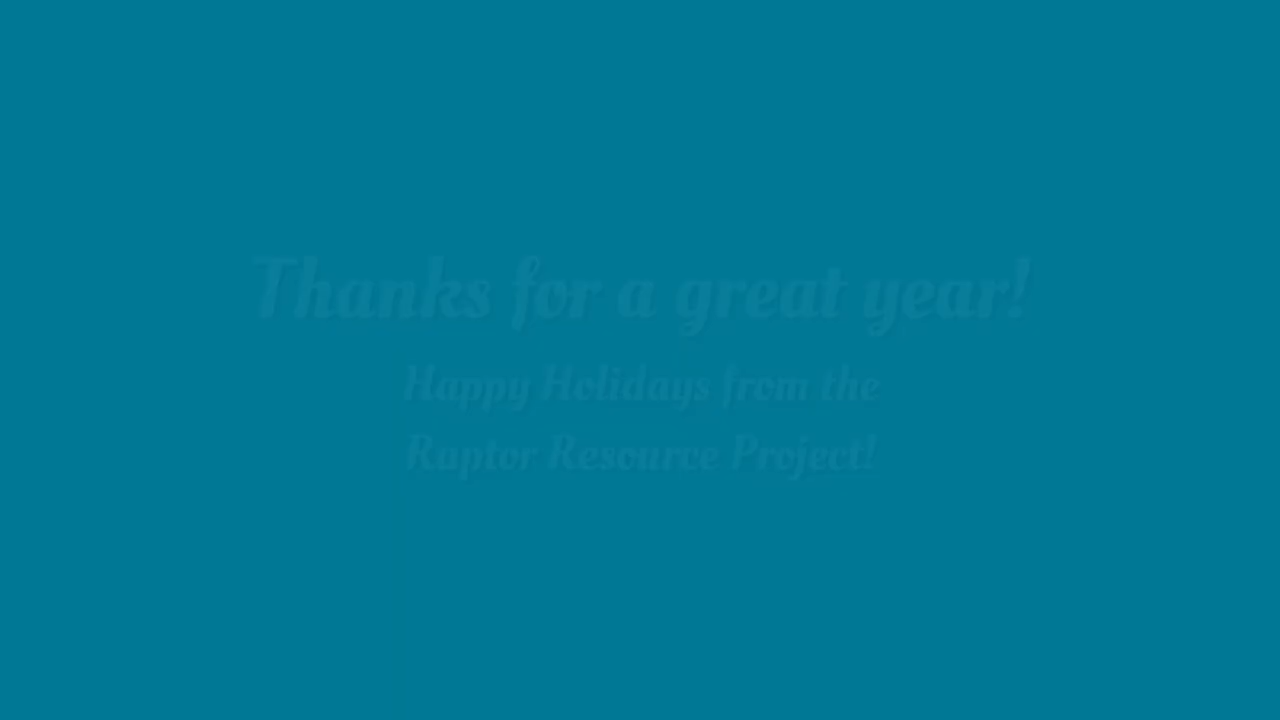 Thanks for a great year!
Happy Holidays from the
Raptor Resource Project!